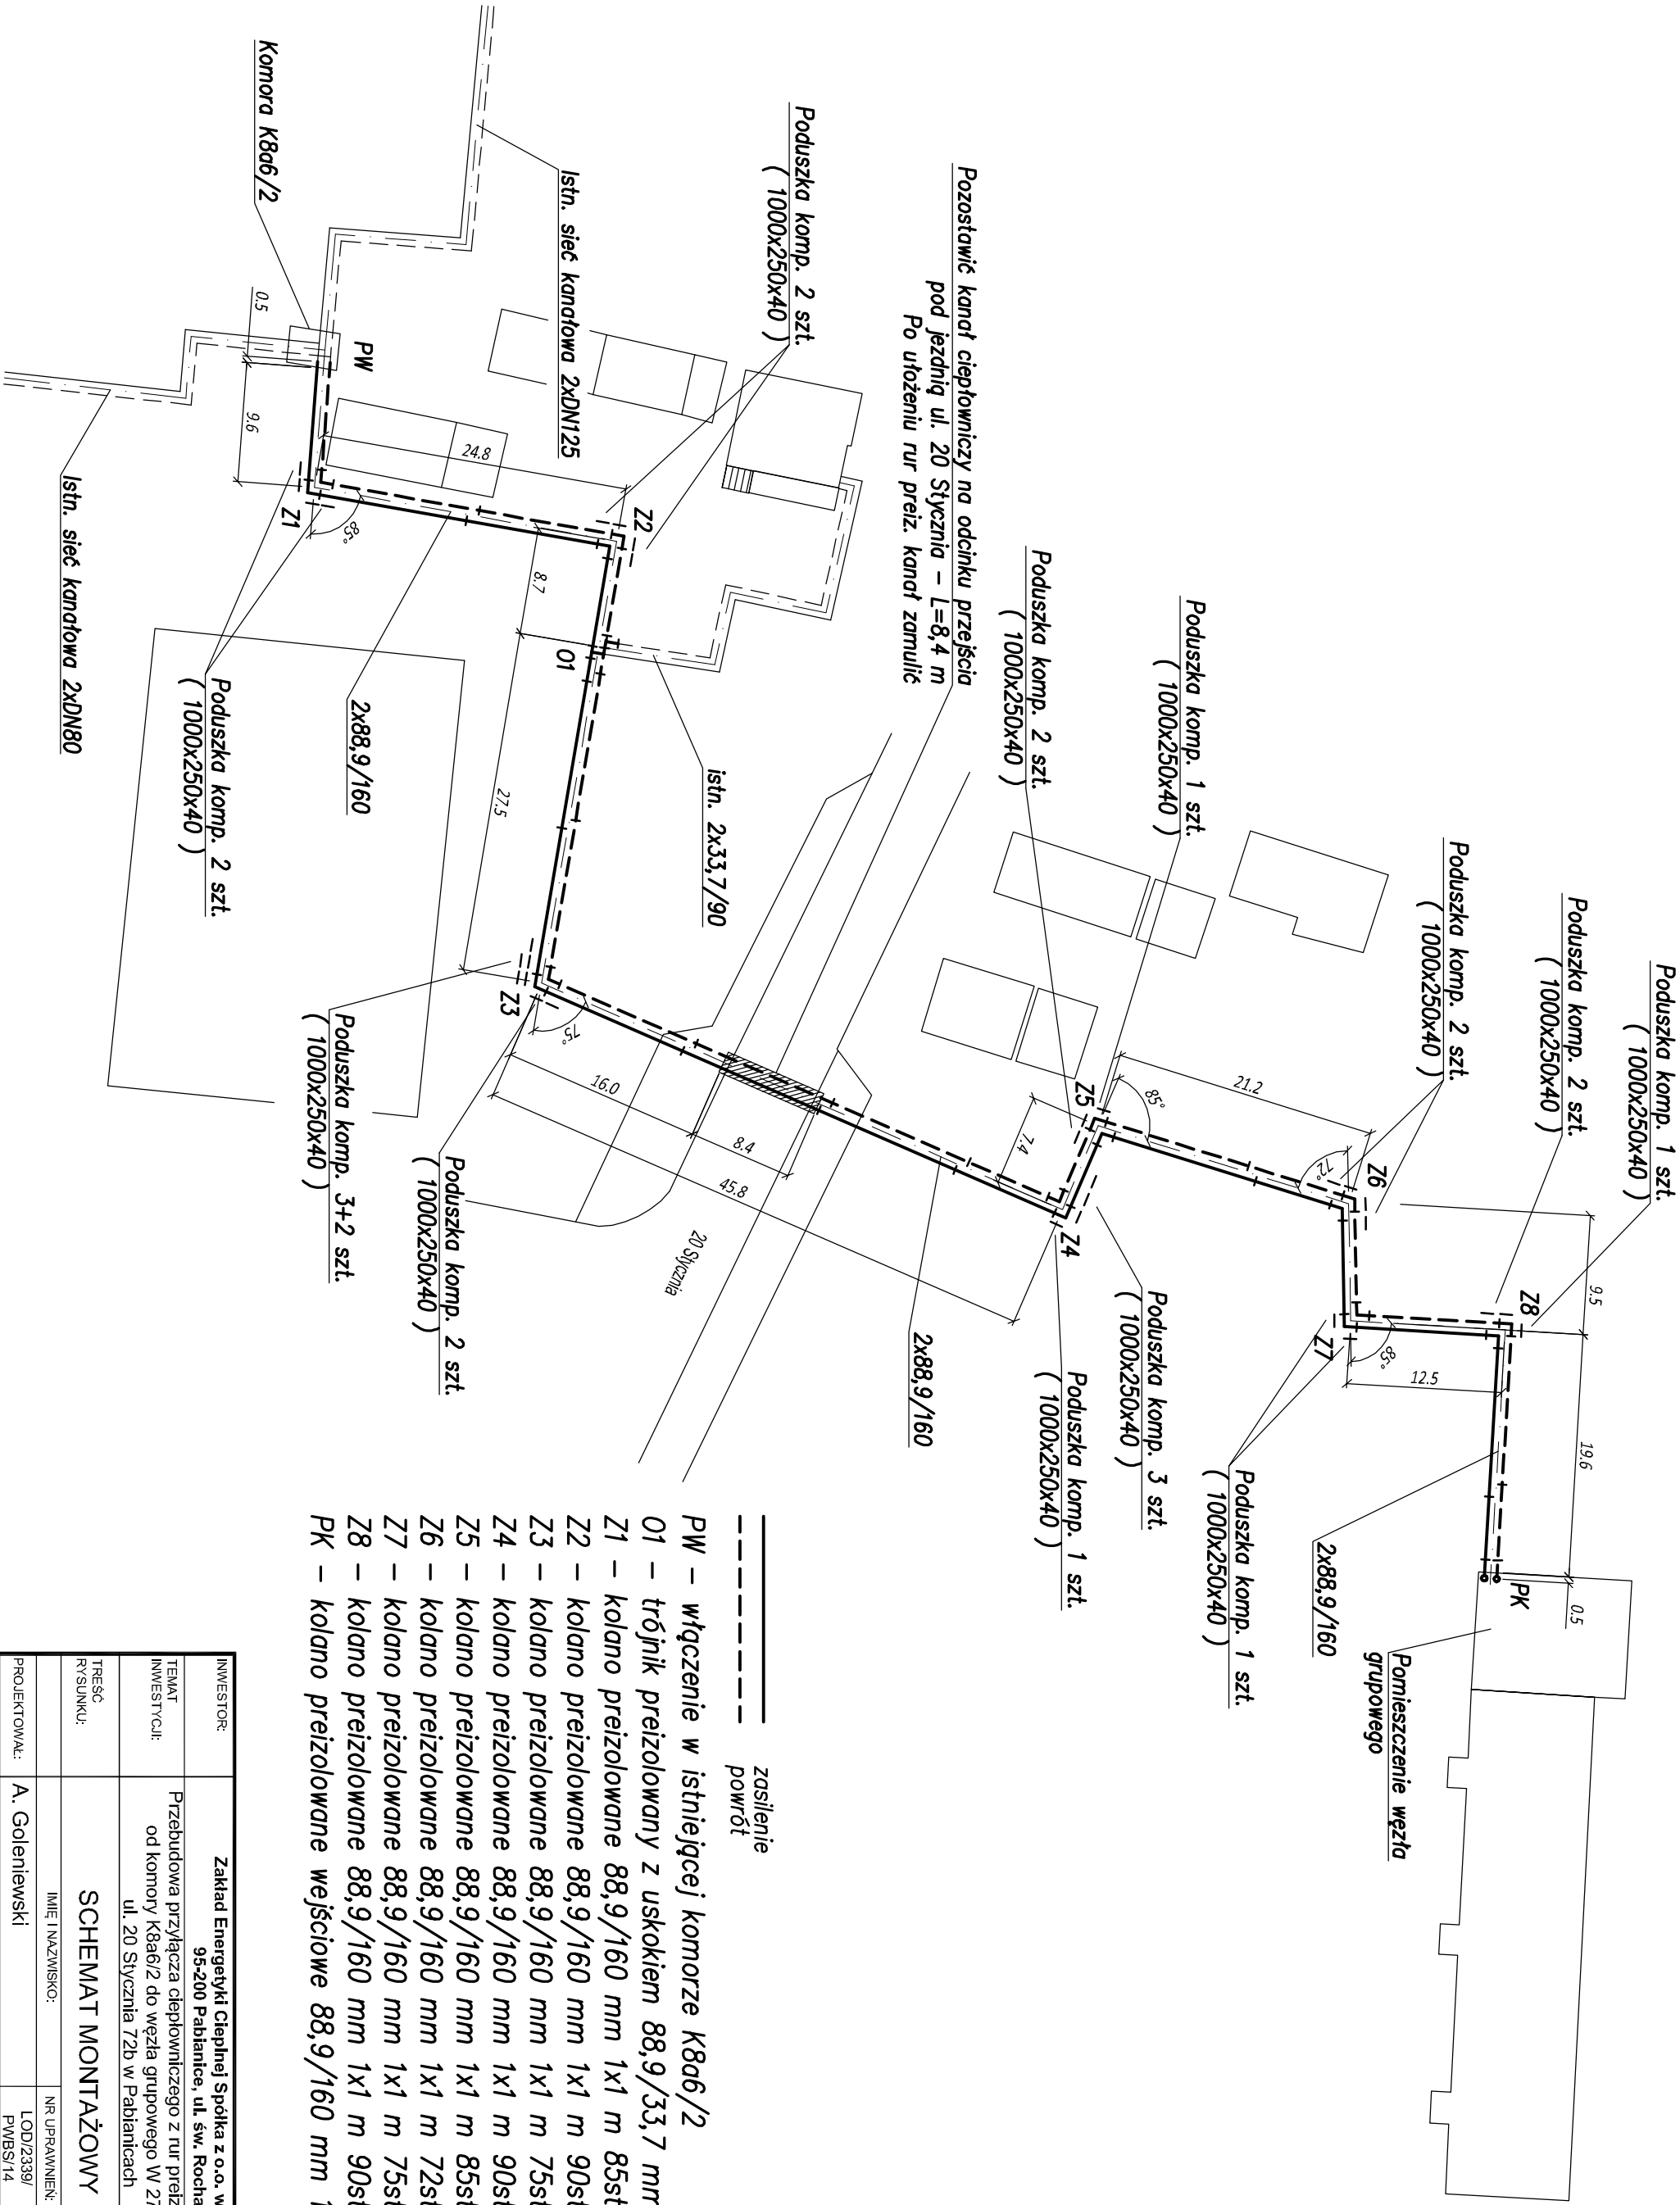 Komora K8a6/2
Istn. sieć kanałowa 2xDN125
Poduszka komp. 2 szt.
( 1000x250x40 )
Pozostawić kanał ciepłowniczy na odcinku przejścia
pod jezdnią ul. 20 Stycznia – L=8,4 m
Po ułożeniu rur preiz. kanał zamulić
Poduszka komp. 2 szt.
( 1000x250x40 )
Poduszka komp. 1 szt.
( 1000x250x40 )
Poduszka komp. 2 szt.
( 1000x250x40 )
Poduszka komp. 2 szt.
( 1000x250x40 )
Poduszka komp. 1 szt.
( 1000x250x40 )
0.5
9.6
PW
24.8
Z1
85°
Z2
8.7
O1
27.5
istn. 2x33,7/90
2x88,9/160
Poduszka komp. 2 szt.
( 1000x250x40 )
Istn. sieć kanałowa 2xDN80
Z3
75°
16.0
8.4
45.8
Poduszka komp. 3+2 szt.
( 1000x250x40 )
Poduszka komp. 2 szt.
( 1000x250x40 )
20 Stycznia
Z4
7.4
Z5
85°
21.2
Z6
72°
Z7
85°
12.5
Z8
9.5
19.6
0.5
PK
2x88,9/160
Poduszka komp. 3 szt.
( 1000x250x40 )
Poduszka komp. 1 szt.
( 1000x250x40 )
Poduszka komp. 1 szt.
( 1000x250x40 )
2x88,9/160
Pomieszczenie węzła
grupowego
zasilenie
powrót
PW – włączenie w istniejącej komorze K8a6/2
O1 – trójnik preizolowany z uskokiem 88,9/33,7 mm
Z1 – kolano preizolowane 88,9/160 mm 1x1 m 85st
Z2 – kolano preizolowane 88,9/160 mm 1x1 m 90st
Z3 – kolano preizolowane 88,9/160 mm 1x1 m 75st
Z4 – kolano preizolowane 88,9/160 mm 1x1 m 90st
Z5 – kolano preizolowane 88,9/160 mm 1x1 m 85st
Z6 – kolano preizolowane 88,9/160 mm 1x1 m 72st
Z7 – kolano preizolowane 88,9/160 mm 1x1 m 75st
Z8 – kolano preizolowane 88,9/160 mm 1x1 m 90st
PK – kolano preizolowane wejściowe 88,9/160 mm
INWESTOR:
Zakład Energetyki Cieplnej Spółka z o.o. w
95-200 Pabianice, ul. św. Rocha
TEMAT
INWESTYCJI:
Przebudowa przyłącza ciepłowniczego z rur preiz
od komory K8a6/2 do węzła grupowego W 27
ul. 20 Stycznia 72b w Pabianicach
TREŚĆ
RYSUNKU:
SCHEMAT MONTAŻOWY
IMIĘ I NAZWISKO:
NR UPRAWNIEŃ:
PROJEKTOWAŁ:
A. Goleniewski
LOD/2339/
PWBS/14